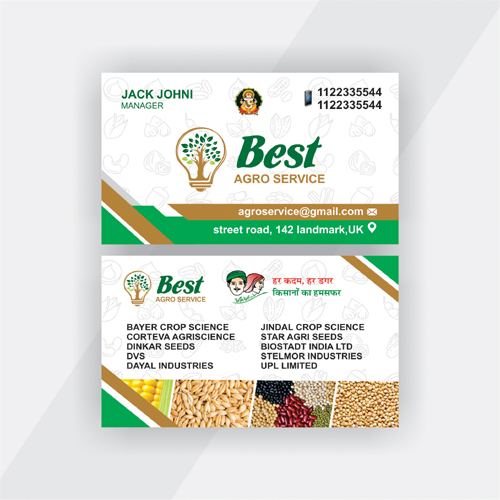 JACK JOHNI
MANAGER
1122335544
1122335544
Best
AGRO SERVICE
agroservice@gmail.com
street road, 142 landmark,UK
Best
AGRO SERVICE
हर कदम, हर डगर
किसानों का हमसफर
BAYER CROP SCIENCE
CORTEVA AGRISCIENCE
DINKAR SEEDS
DVS
DAYAL INDUSTRIES
JINDAL CROP SCIENCE
STAR AGRI SEEDS
BIOSTADT INDIA LTD
STELMOR INDUSTRIES
UPL LIMITED